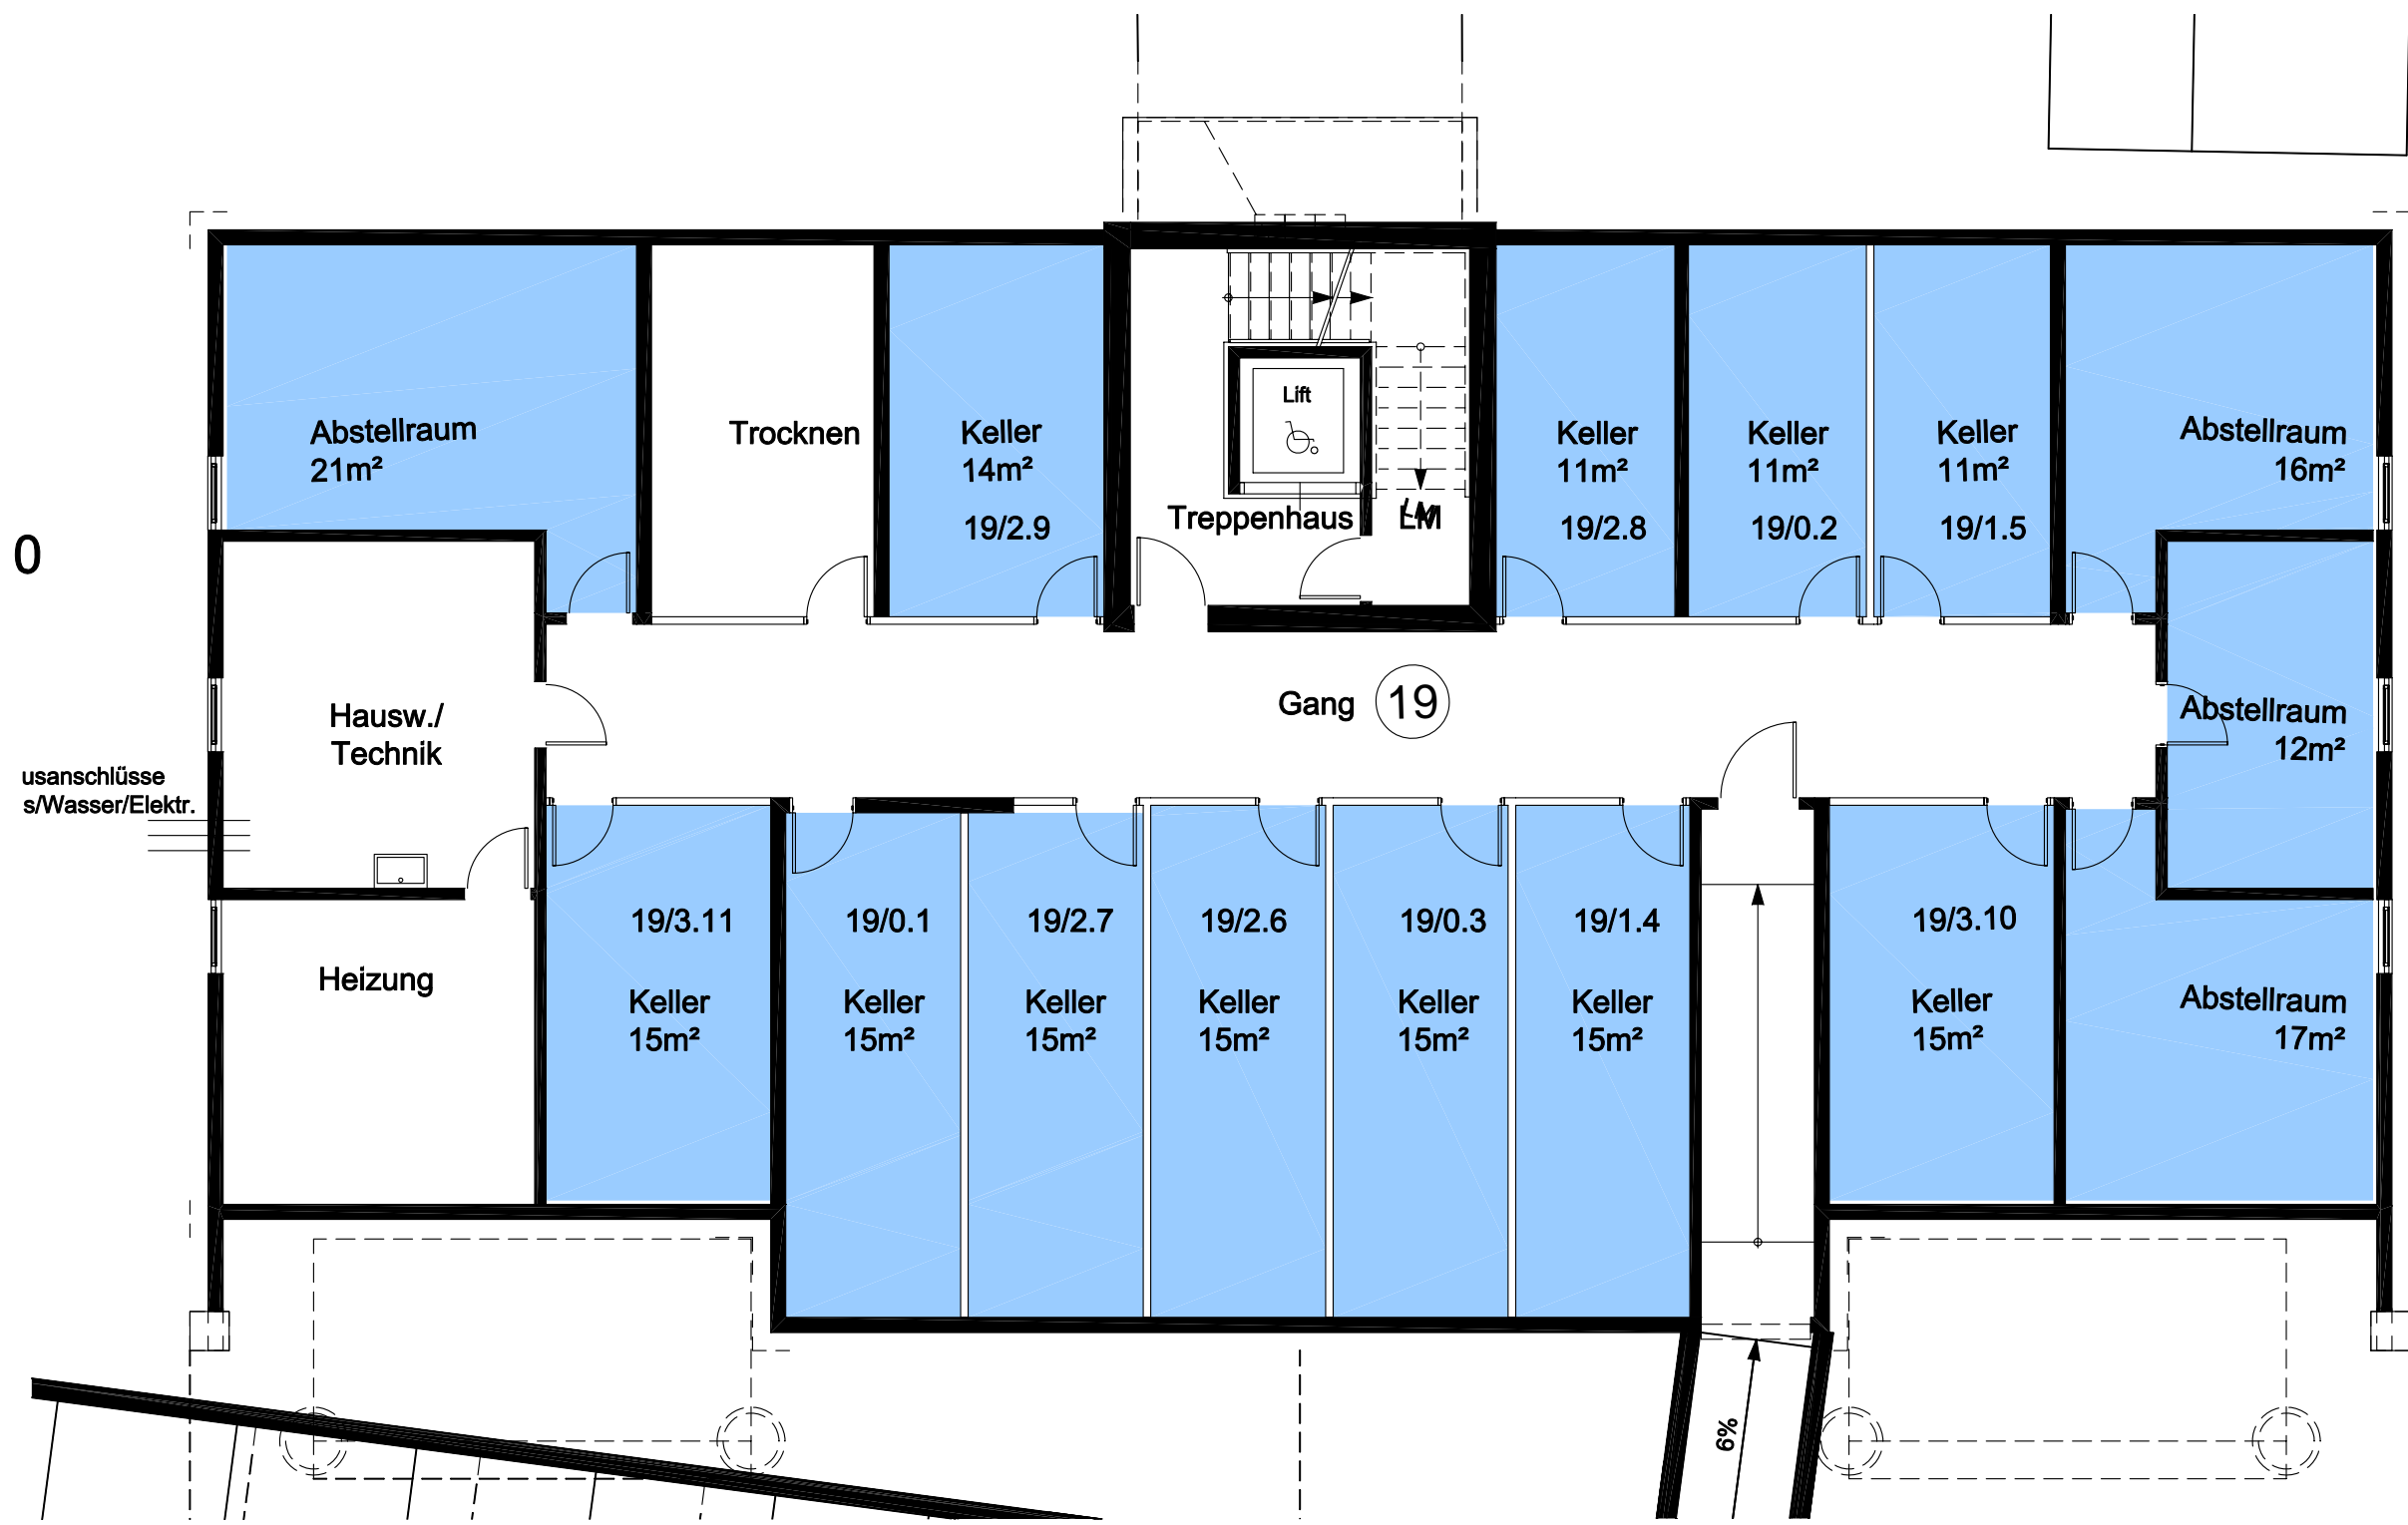 Lift
Abstellraum
21m²
Trocknen
Keller
14m²
19/2.9
Treppenhaus
LM
Keller
11m²
19/2.8
Keller
11m²
19/0.2
Keller
11m²
19/1.5
Abstellraum
16m²
0
Hausw./
Technik
Gang
19
Abstellraum
12m²
usanschlüsse
s/Wasser/Elektr.
Heizung
19/3.11
Keller
15m²
19/0.1
Keller
15m²
19/2.7
Keller
15m²
19/2.6
Keller
15m²
19/0.3
Keller
15m²
19/1.4
Keller
15m²
19/3.10
Keller
15m²
Abstellraum
17m²
6%